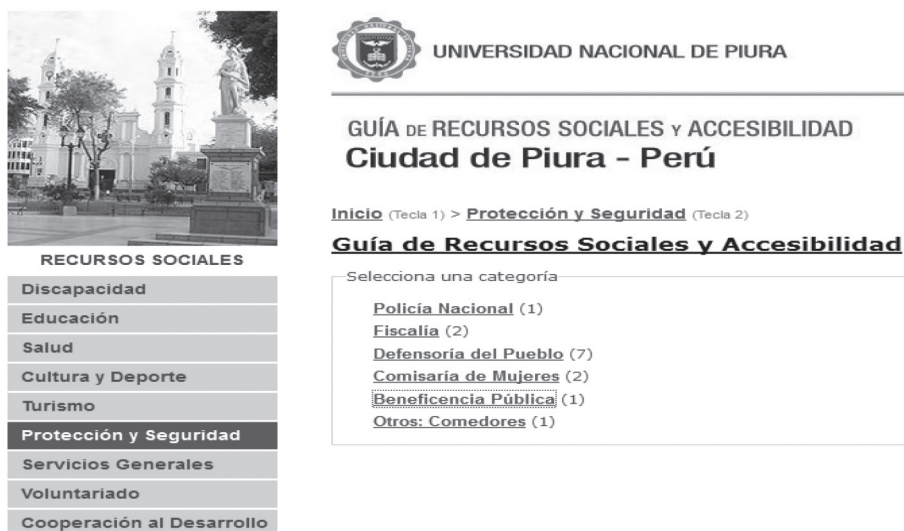 UNIVERSIDAD NACIONAL DE PIURA
GUÍA DE RECURSOS SOCIALES Y ACCESIBILIDAD
Ciudad de Piura - Perú
Inicio (Tecla 1) > Protección y Seguridad (Tecla 2)
Guía de Recursos Sociales y Accesibilidad
Selecciona una categoría
Policía Nacional (1)
Fiscalía (2)
Defensoría del Pueblo (7)
Comisaría de Mujeres (2)
Beneficencia Pública (1)
Otros: Comedores (1)
RECURSOS SOCIALES
Discapacidad
Educación
Salud
Cultura y Deporte
Turismo
Protección y Seguridad
Servicios Generales
Voluntariado
Cooperación al Desarrollo